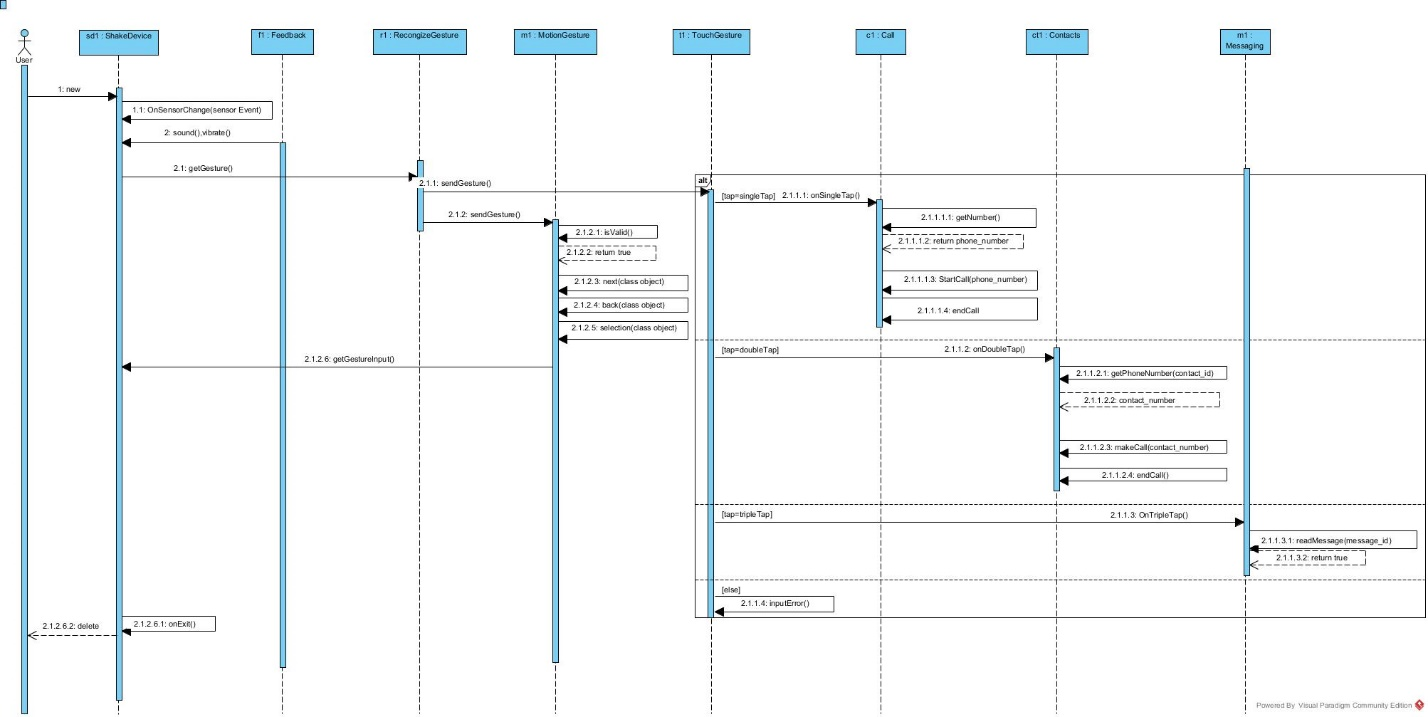 sd1 : ShakeDevice
f1 : Feedback
r1 : RecongizeGesture
m1 : MotionGesture
t1 : TouchGesture
c1 : Call
ct1 : Contacts
m1 :
Messaging
User
1: new
1.1: OnSensorChange(sensor Event)
2: sound(),vibrate()
2.1: getGesture()
2.1.1: sendGesture()
alt
[tap=singleTap]
2.1.1.1: onSingleTap()
2.1.2: sendGesture()
2.1.1.1.1: getNumber()
2.1.2.1: isValid()
2.1.1.1.2: return phone_number
2.1.2.2: return true
2.1.2.3: next(class object)
2.1.1.1.3: StartCall(phone_number)
2.1.2.4: back(class object)
2.1.1.1.4: endCall
2.1.2.5: selection(class object)
[tap=doubleTap]
2.1.1.2: onDoubleTap()
2.1.2.6: getGestureInput()
2.1.1.2.1: getPhoneNumber(contact_id)
2.1.1.2.2: contact_number
2.1.1.2.3: makeCall(contact_number)
2.1.1.2.4: endCall()
[tap=tripleTap]
2.1.1.3: OnTripleTap()
2.1.1.3.1: readMessage(message_id)
2.1.1.3.2: return true
[else]
2.1.1.4: inputError()
2.1.2.6.1: onExit()
2.1.2.6.2: delete
Powered By Visual Paradigm Community Edition